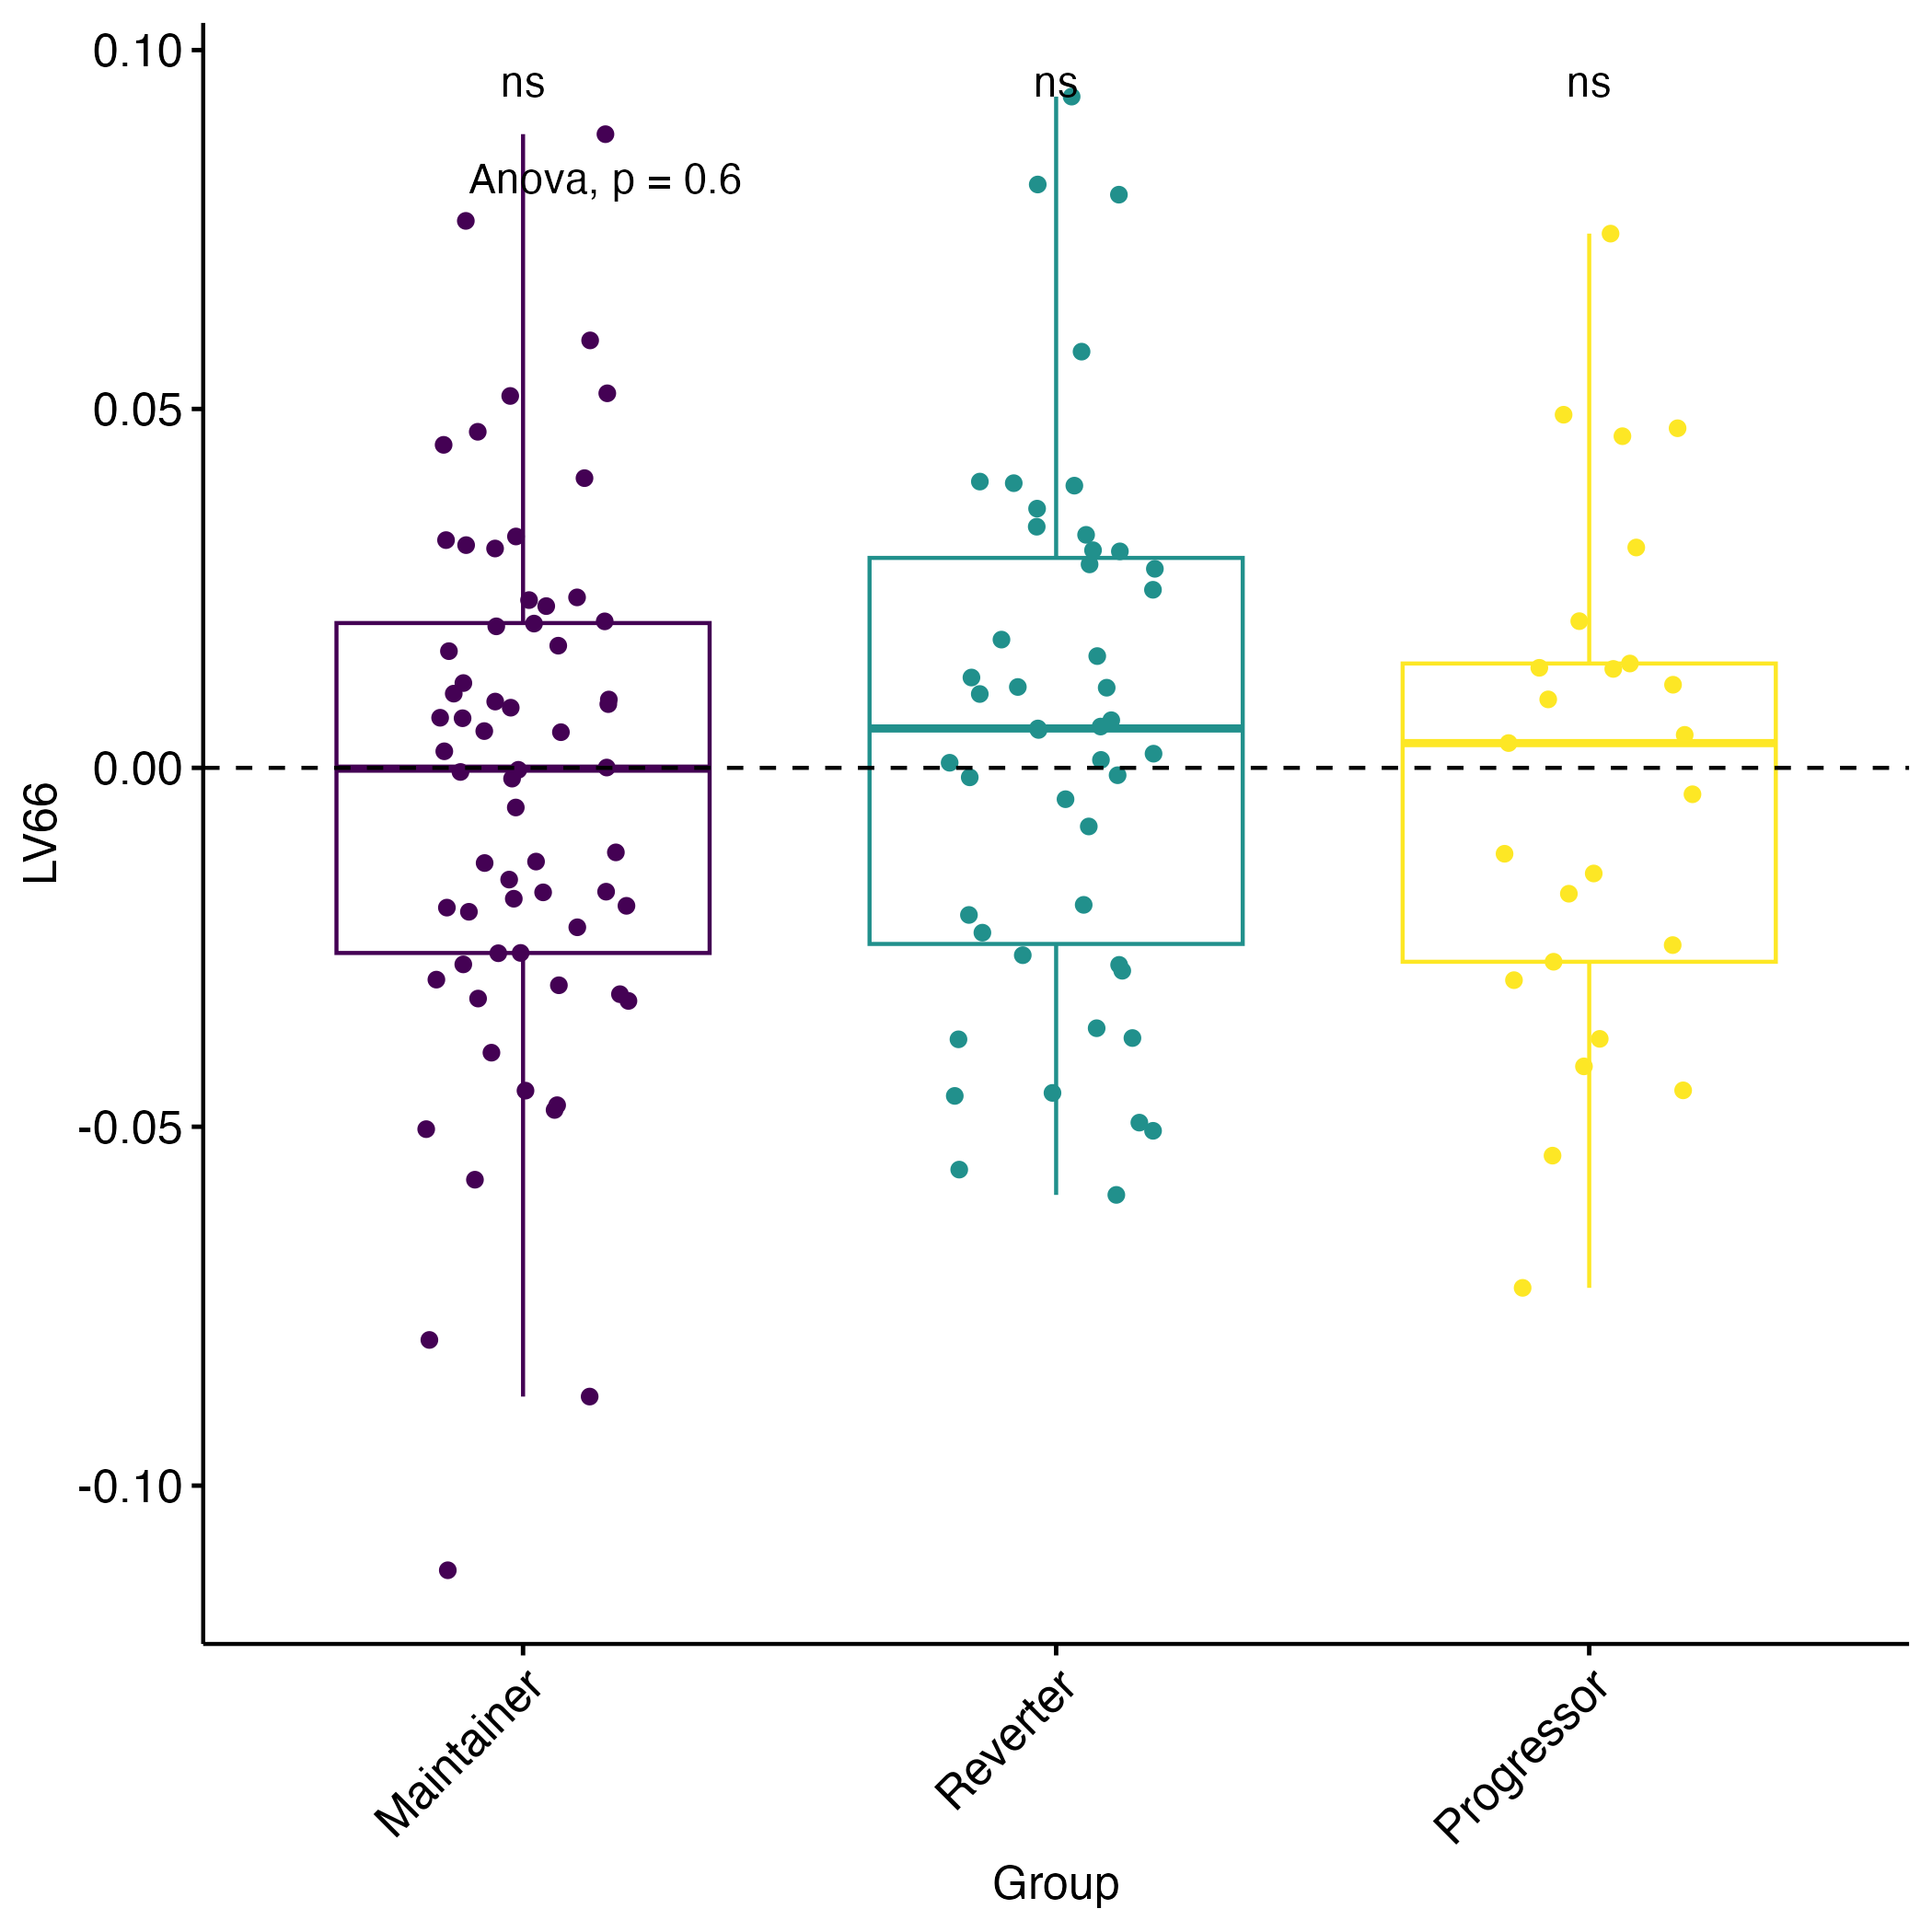 0.10
0.05
0.00
-0.05
-0.10
LV66
ns
ns
ns
Anova, p = 0.6
Maintainer
Reverter
Progressor
Group